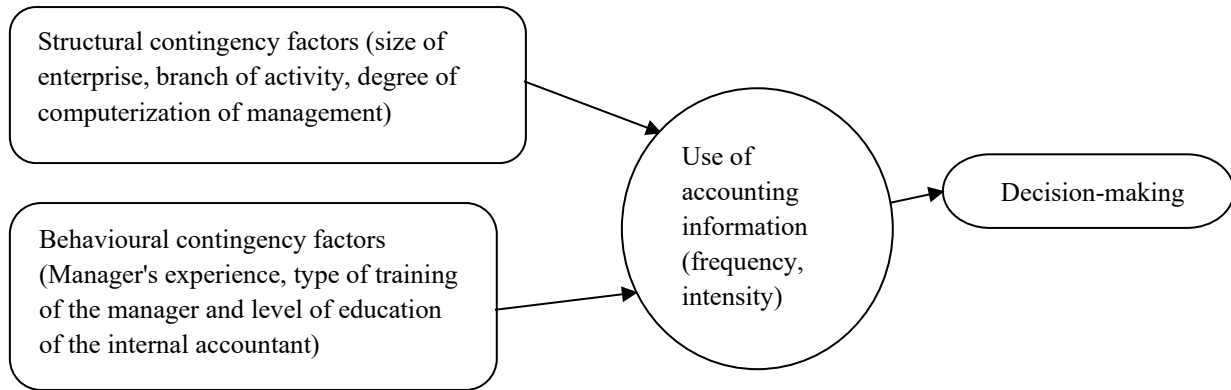 Structural contingency factors (size of
enterprise, branch of activity, degree of
computerization of management)
Behavioural contingency factors
(Manager's experience, type of training
of the manager and level of education
of the internal accountant)
Use of
accounting
information
(frequency,
intensity)
Decision-making